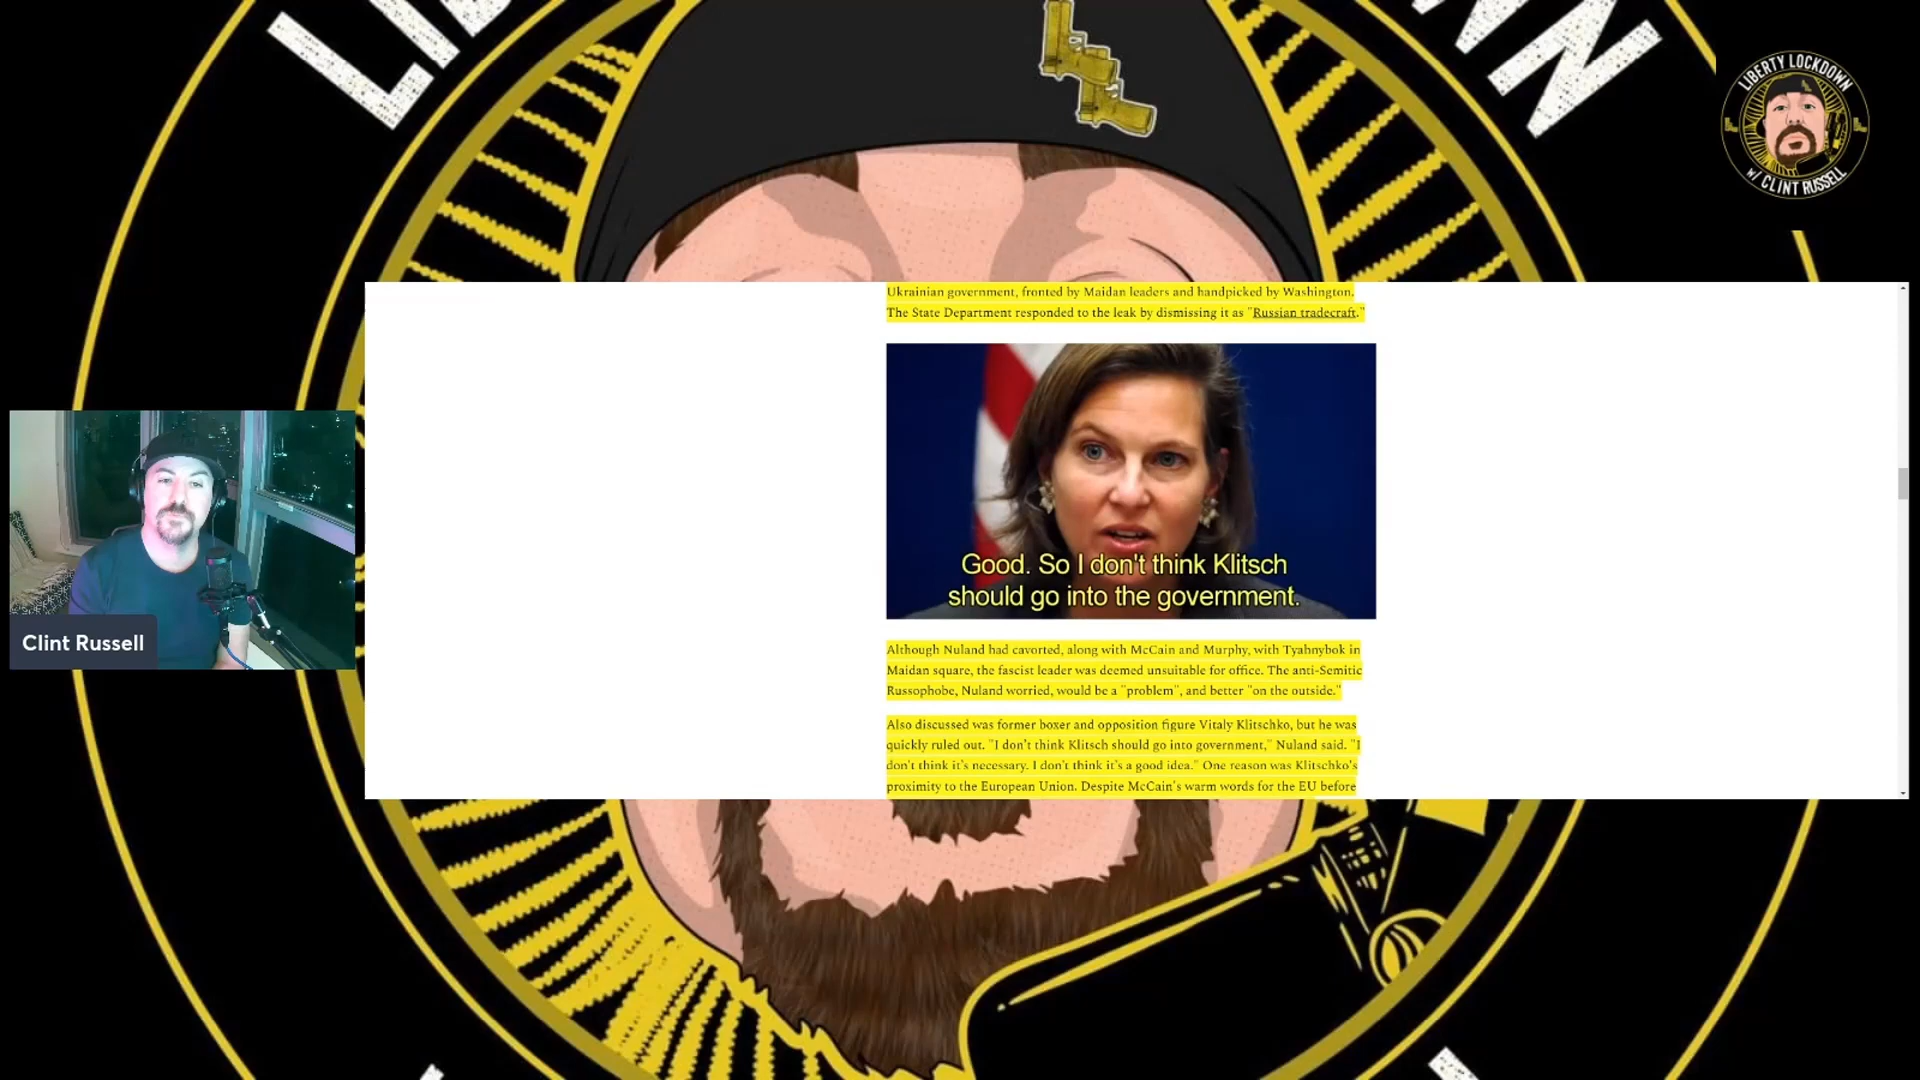 LIBERTY LOCKDOWN
W/ CLINT RUSSELL
Ukrainian government, fronted by Maidan leaders and handpicked by Washington.
The State Department responded to the leak by dismissing it as "Russian tradecraft."
Good. So I don't think Klitsch
should go into the government.
Although Nuland had cavorted, along with McCain and Murphy, with Tyahnybok in
Maidan square, the fascist leader was deemed unsuitable for office. The anti-Semitic
Russophobe, Nuland worried, would be a "problem", and better "on the outside."
Also discussed was former boxer and opposition figure Vitaly Klitschko, but he was
quickly ruled out. "I don't think Klitsch should go into government," Nuland said. "I
don't think it's necessary. I don't think it's a good idea." One reason was Klitschko's
proximity to the European Union. Despite McCain's warm words for the EU before
Clint Russell